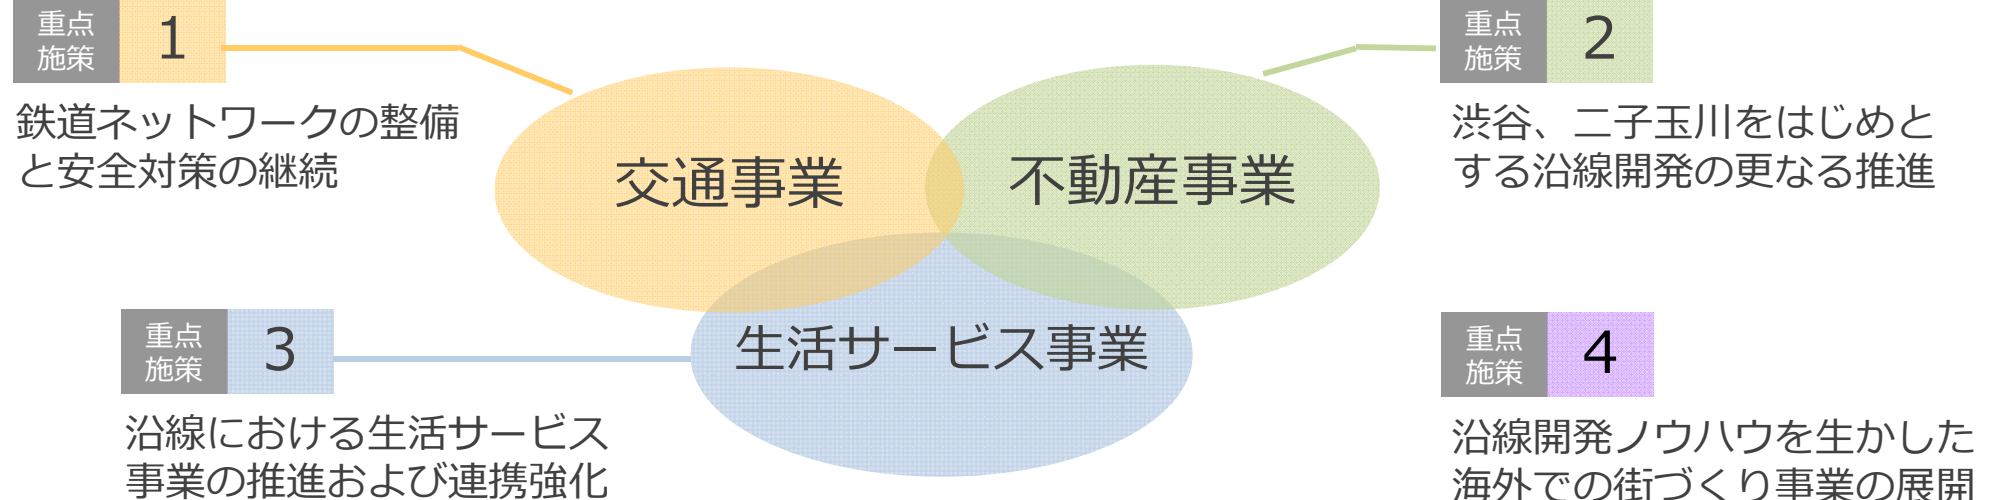 重点
施策
1
鉄道ネットワークの整備
と安全対策の継続
交通事業
不動産事業
重点
施策
2
渋谷、二子玉川をはじめと
する沿線開発の更なる推進
重点
施策
3
沿線における生活サービス
事業の推進および連携強化
生活サービス事業
重点
施策
4
沿線開発ノウハウを生かした
海外での街づくり事業の展開